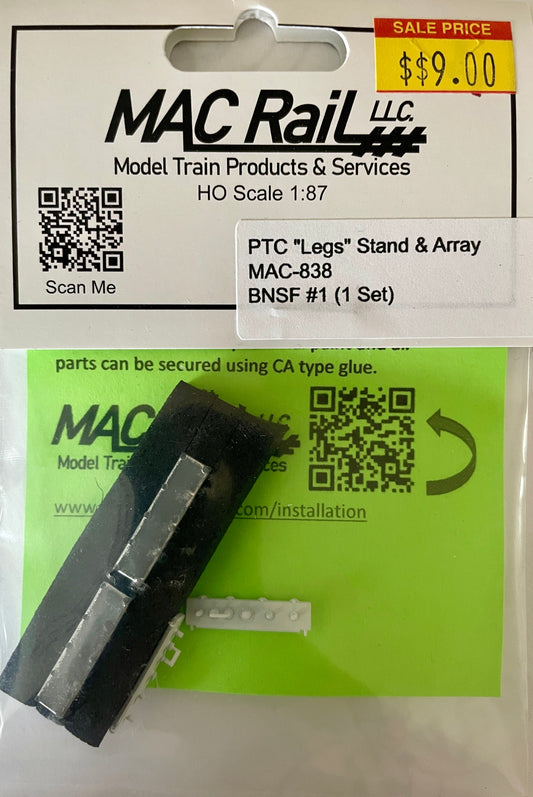 SALE PRICE
$$9.00
MAC Rail LLC.
Model Train Products & Services
HO Scale 1:87
Scan Me
PTC "Legs" Stand & Array
MAC-838
BNSF #1 (1 Set)
parts can be secured using CA type glue.
MAC
Model
www
com/installation